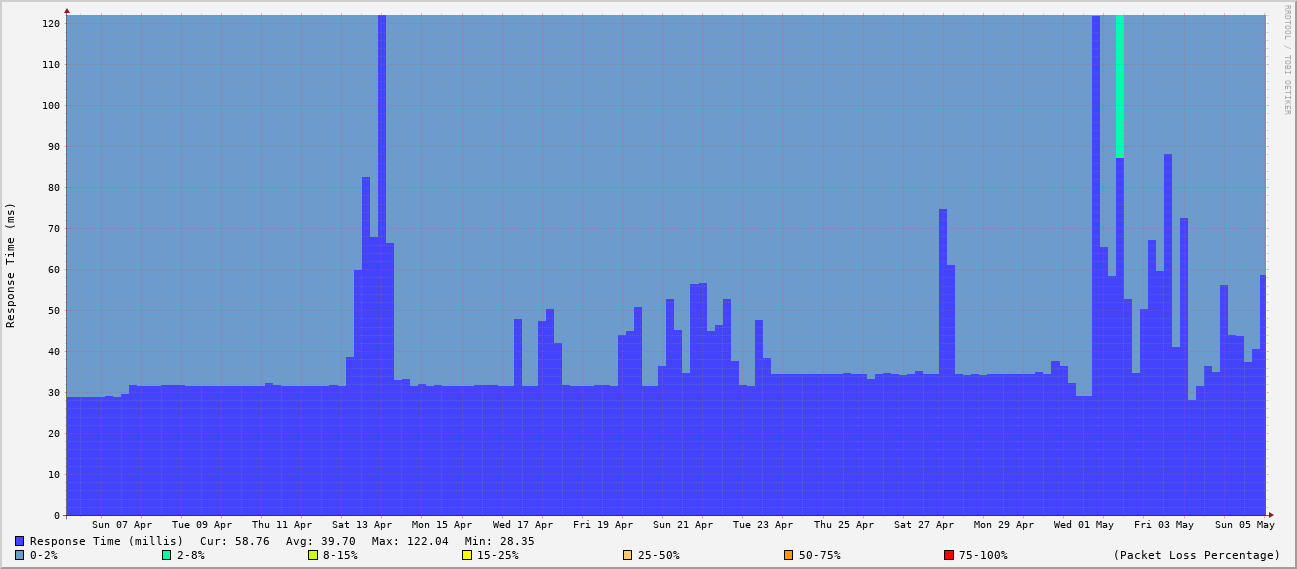 RRDTOOL / TOBI OETIKER
Response Time (ms)
120
110
100
90
80
70
60
50
40
30
20
10
0
Sun 07 Apr Tue 09 Apr Thu 11 Apr Sat 13 Apr Mon 15 Apr Wed 17 Apr Fri 19 Apr Sun 21 Apr Tue 23 Apr Thu 25 Apr Sat 27 Apr Mon 29 Apr Wed 01 May Fri 03 May Sun 05 May
Response Time (millis) Cur: 58.76 Avg: 39.70 Max: 122.04 Min: 28.35
0-2% 2-8% 8-15% 15-25% 25-50% 50-75% 75-100% (Packet Loss Percentage)